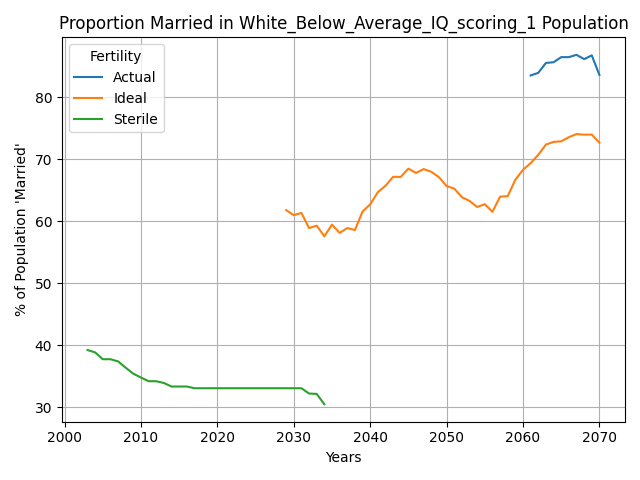 Proportion Married in White_Below_Average_IQ_scoring_1 Population
Fertility
Actual
Ideal
Sterile
% of Population 'Married'
80
70
60
50
40
30
2000 2010 2020 2030 2040 2050 2060 2070
Years